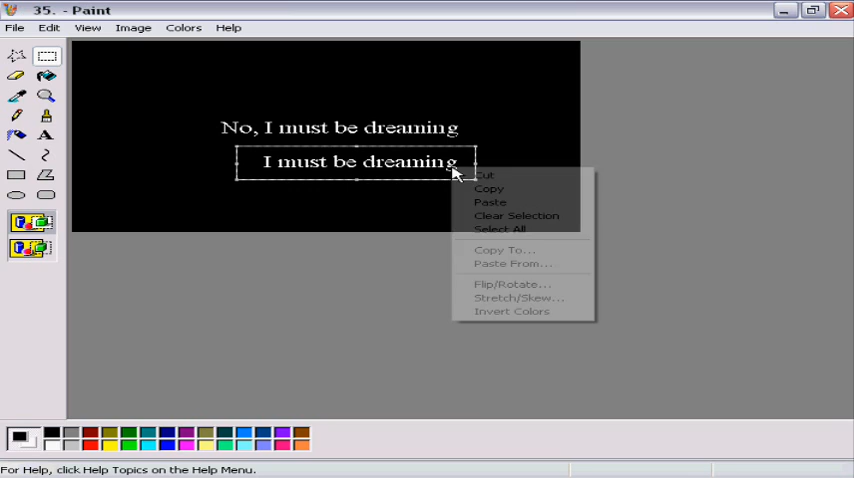 35. - Paint
File Edit View Image Colors Help
No, I must be dreaming
I must be dreaming
Cut
Copy
Paste
Clear Selection
Select All
Copy To...
Paste From...
Flip/Rotate...
Stretch/Skew...
Invert Colors
A
For Help, click Help Topics on the Help Menu.